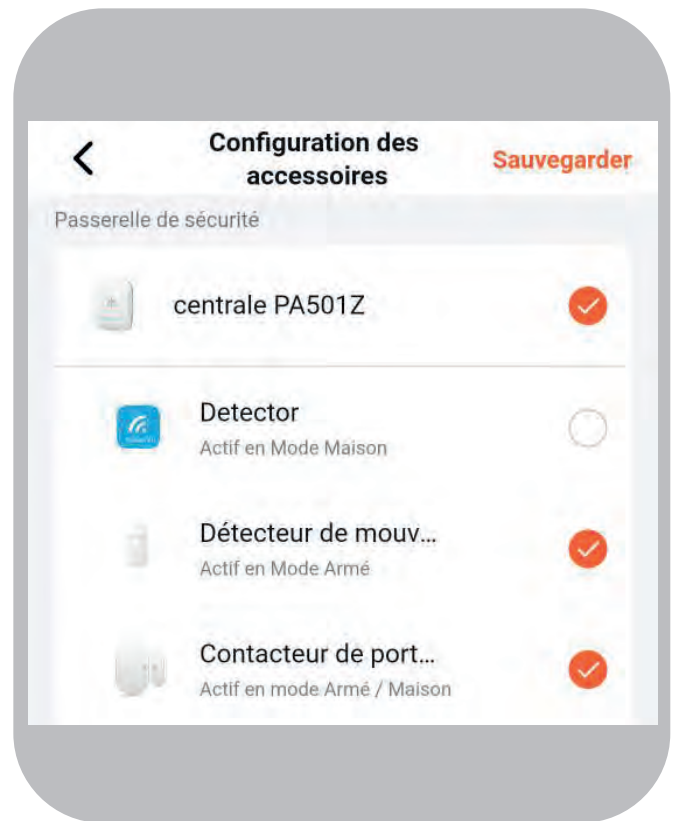 Configuration des
accessoires
Sauvegarder
Passerelle de sécurité
centrale PA501Z
Detector
Actif en Mode Maison
Détecteur de mouv...
Actif en Mode Armé
Contacteur de port...
Actif en mode Armé / Maison